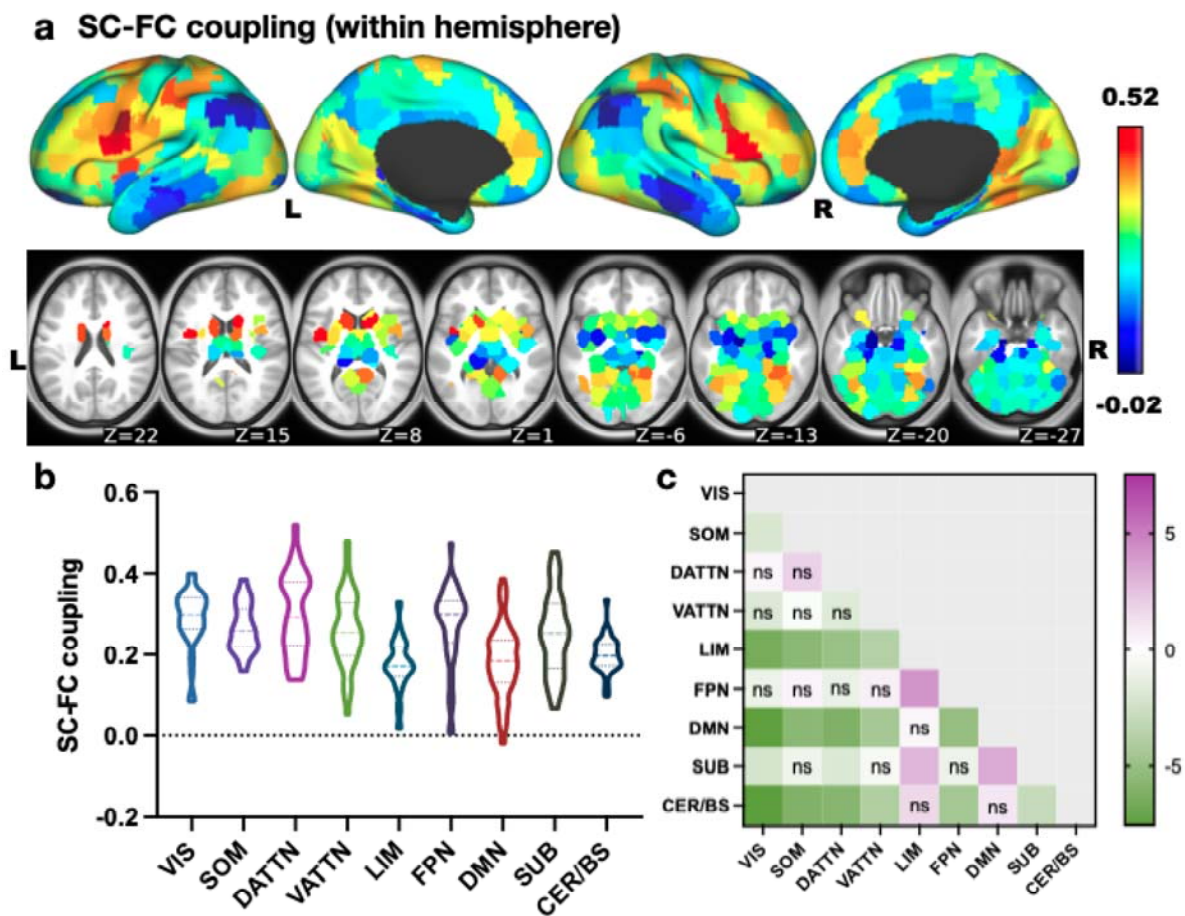 a SC-FC coupling (within hemisphere)
0.52
L
R
L
R
-0.02
Z=22
Z=15
Z=8
Z=1
Z=-6
Z=-13
Z=-20
Z=-27
b
0.6
0.4
0.2
0.0
-0.2
SC-FC coupling
VIS
SOM
DATTN
VATTN
LIM
FPN
DMN
SUB
CER/BS
c
VIS
SOM
DATTN ns ns
VATTN ns ns ns
LIM
FPN ns ns ns ns
DMN ns
SUB ns ns ns
CER/BS ns ns
VIS
SOM
DATTN
VATTN
LIM
FPN
DMN
SUB
CER/BS
5
0
-5